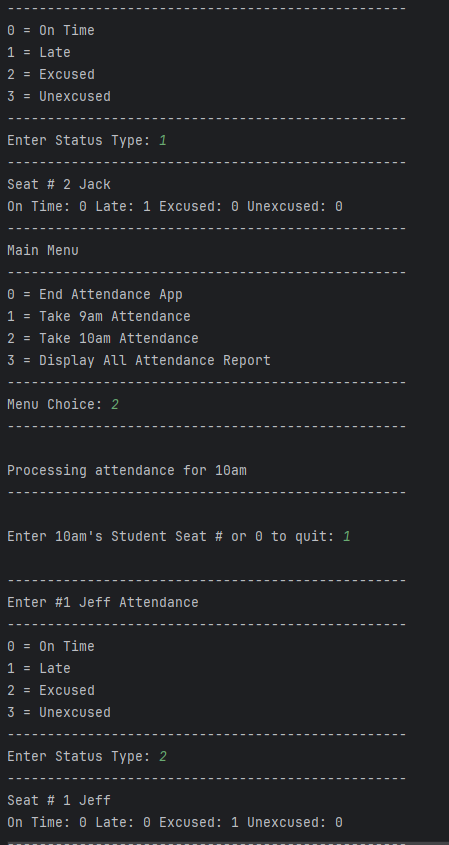 --------------------------------------------------
0 = On Time
1 = Late
2 = Excused
3 = Unexcused
--------------------------------------------------
Enter Status Type: 1
--------------------------------------------------
Seat # 2 Jack
On Time: 0 Late: 1 Excused: 0 Unexcused: 0
--------------------------------------------------
Main Menu
--------------------------------------------------
0 = End Attendance App
1 = Take 9am Attendance
2 = Take 10am Attendance
3 = Display All Attendance Report
--------------------------------------------------
Menu Choice: 2
--------------------------------------------------
Processing attendance for 10am
--------------------------------------------------
Enter 10am's Student Seat # or 0 to quit: 1
--------------------------------------------------
Enter #1 Jeff Attendance
--------------------------------------------------
0 = On Time
1 = Late
2 = Excused
3 = Unexcused
--------------------------------------------------
Enter Status Type: 2
--------------------------------------------------
Seat # 1 Jeff
On Time: 0 Late: 0 Excused: 1 Unexcused: 0
--------------------------------------------------